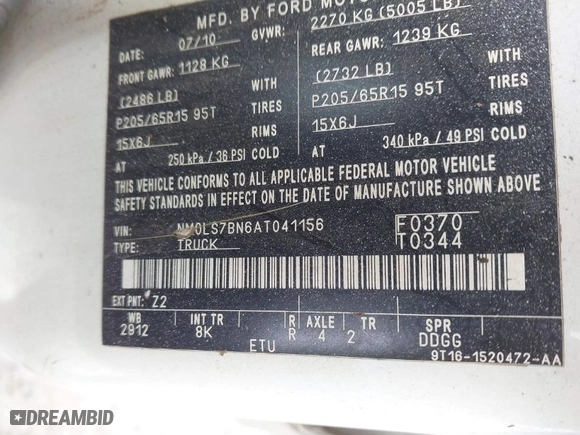 MFD. BY FORD MOTO
DATE: 07/10 GVWR: 2270 KG (5005 LB)
FRONT GAWR: 1128 KG REAR GAWR: 1239 KG
(2486 LB) WITH (2732 LB) WITH
P205/65R15 95T TIRES P205/65R15 95T TIRES
15X6J RIMS 15X6J RIMS
AT 250 kPa / 36 PSI COLD AT 340 kPa / 49 PSI COLD
THIS VEHICLE CONFORMS TO ALL APPLICABLE FEDERAL MOTOR VEHICLE
SAFETY STANDARDS IN EFFECT ON THE DATE OF MANUFACTURE SHOWN ABOVE
VIN: NM0LS7BN6AT041156 F0370
TYPE: TRUCK T0344
EXT PNT: Z2
WB INT TR R AXLE TR SPR
2912 8K R 4 2 DDGG
ETU 9T16-1520472-AA
DREAMBID